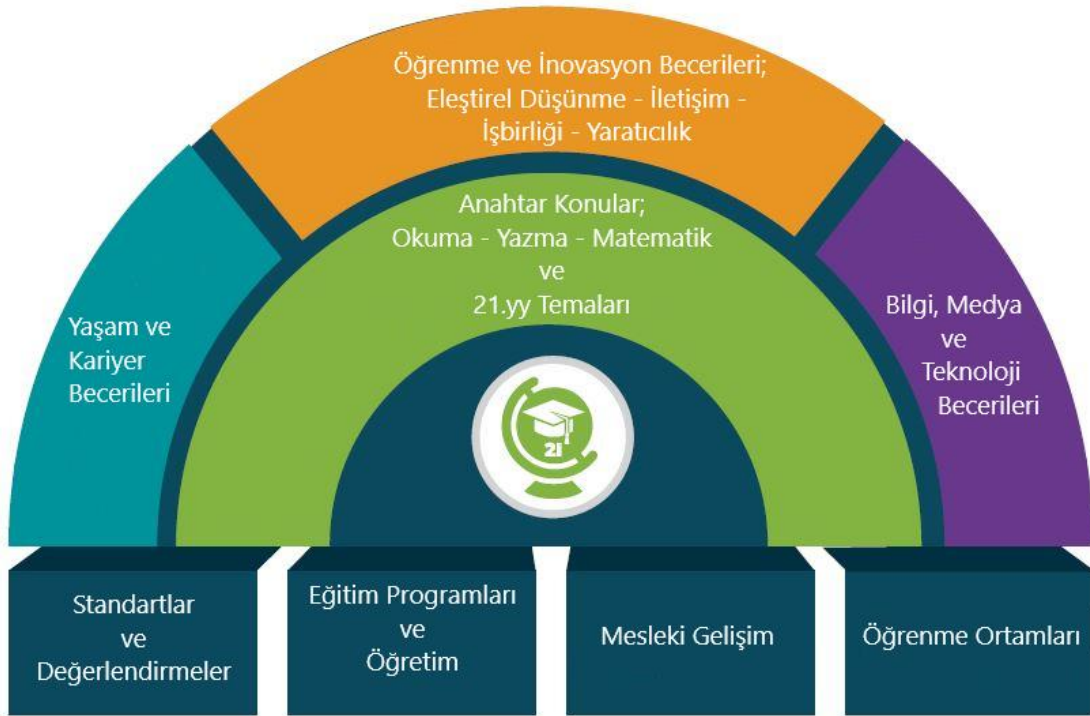 Öğrenme ve İnovasyon Becerileri;
Eleştirel Düşünme - İletişim -
İşbirliği - Yaratıcılık
Anahtar Konular;
Okuma - Yazma - Matematik
ve
21.yy Temaları
Yaşam ve
Kariyer
Becerileri
Bilgi, Medya
ve
Teknoloji
Becerileri
21
Standartlar
ve
Değerlendirmeler
Eğitim Programları
ve
Öğretim
Mesleki Gelişim
Öğrenme Ortamları